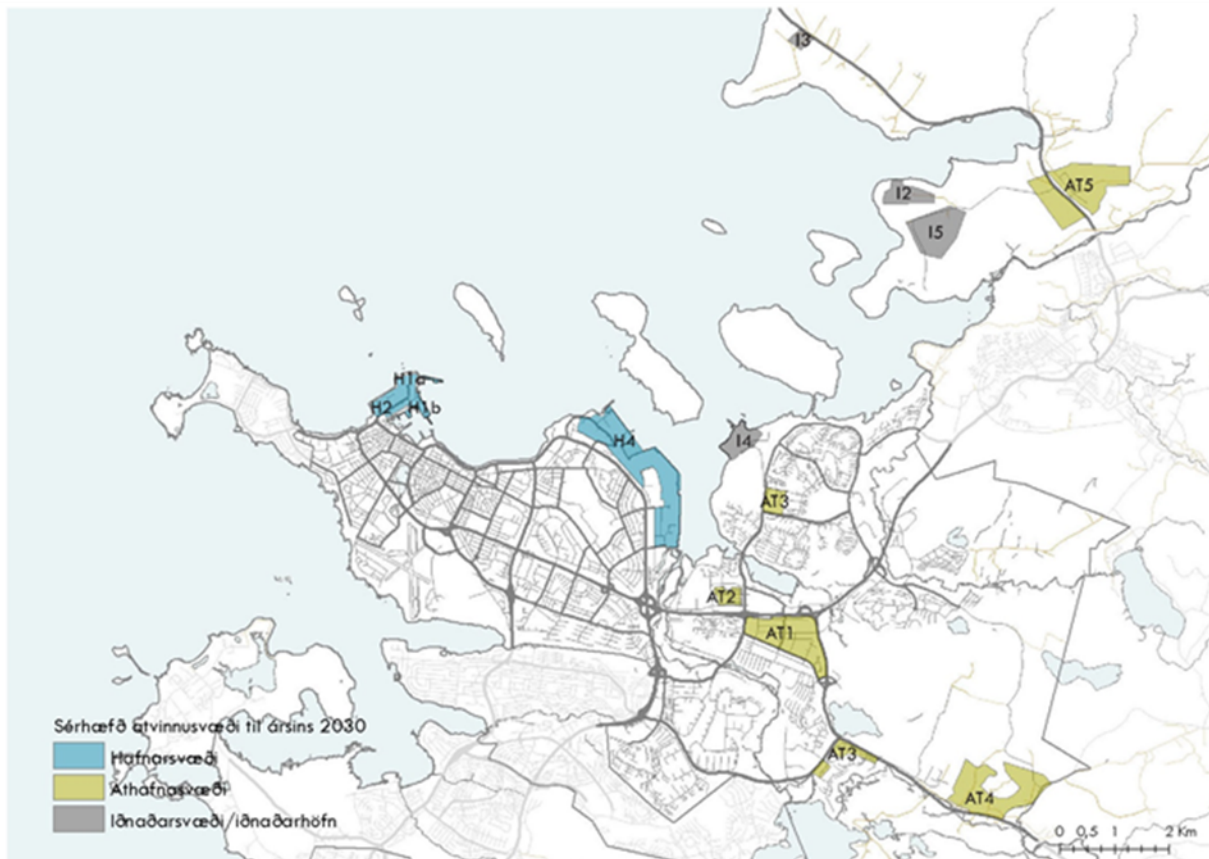 I3
AT5
I2
I5
H1a
H2
H1b
H4
I4
AT3
AT2
AT1
Sérhæfð atvinnusvæði til ársins 2030
Hafnarsvæði
Athafnasvæði
Iðnaðarsvæði/iðnaðarhöfn
AT3
AT4
0 0,5 1 2 Km